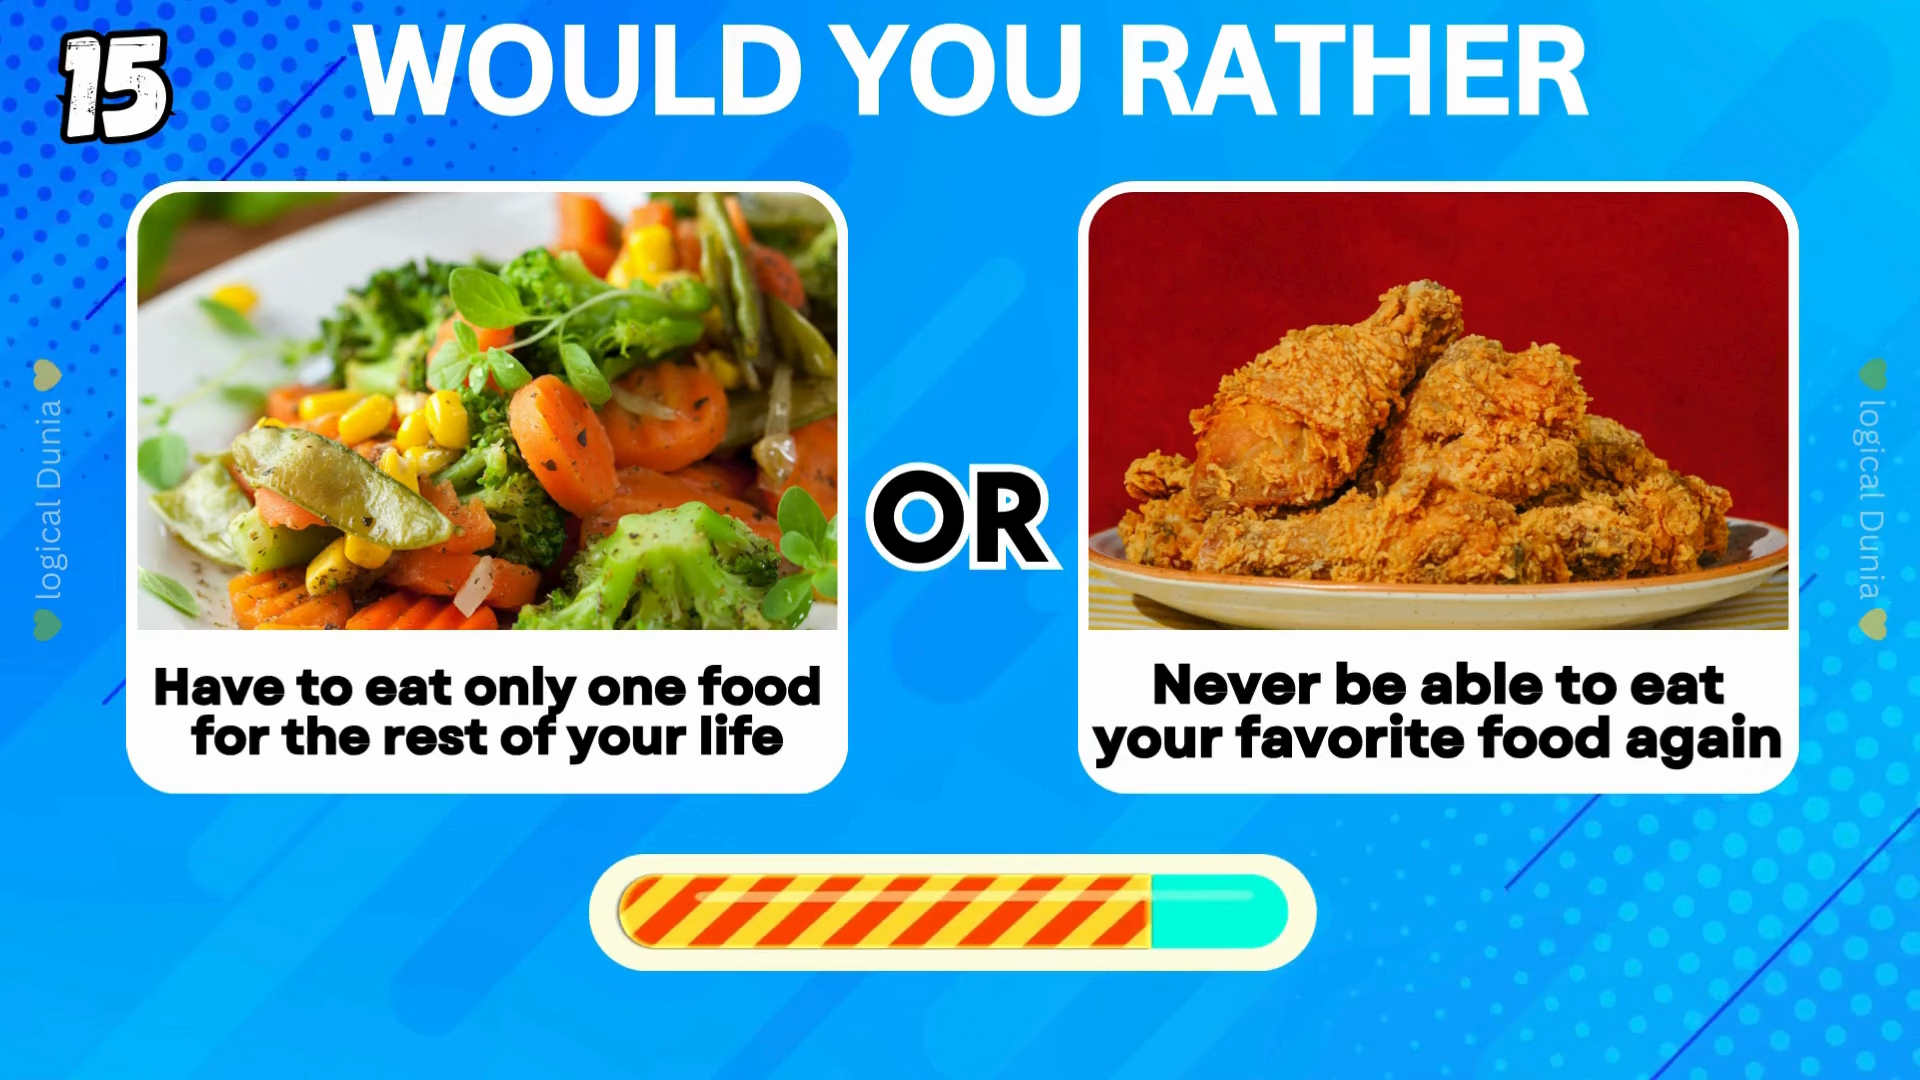 15
WOULD YOU RATHER
logical Dunia
OR
logical Dunia
Have to eat only one food
for the rest of your life
Never be able to eat
your favorite food again